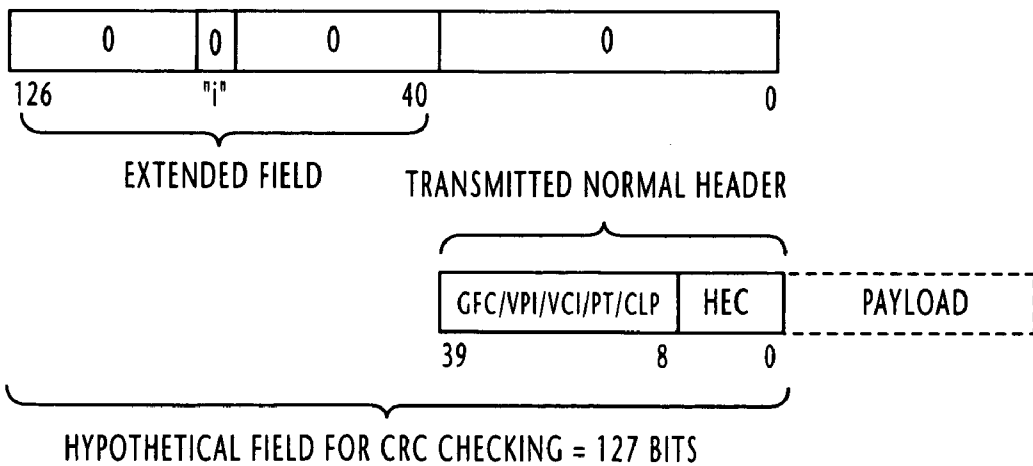 0 0 0 0
126 "i" 40 0
EXTENDED FIELD
TRANSMITTED NORMAL HEADER
GFC/VPI/VCI/PT/CLP HEC PAYLOAD
39 8 0
HYPOTHETICAL FIELD FOR CRC CHECKING = 127 BITS